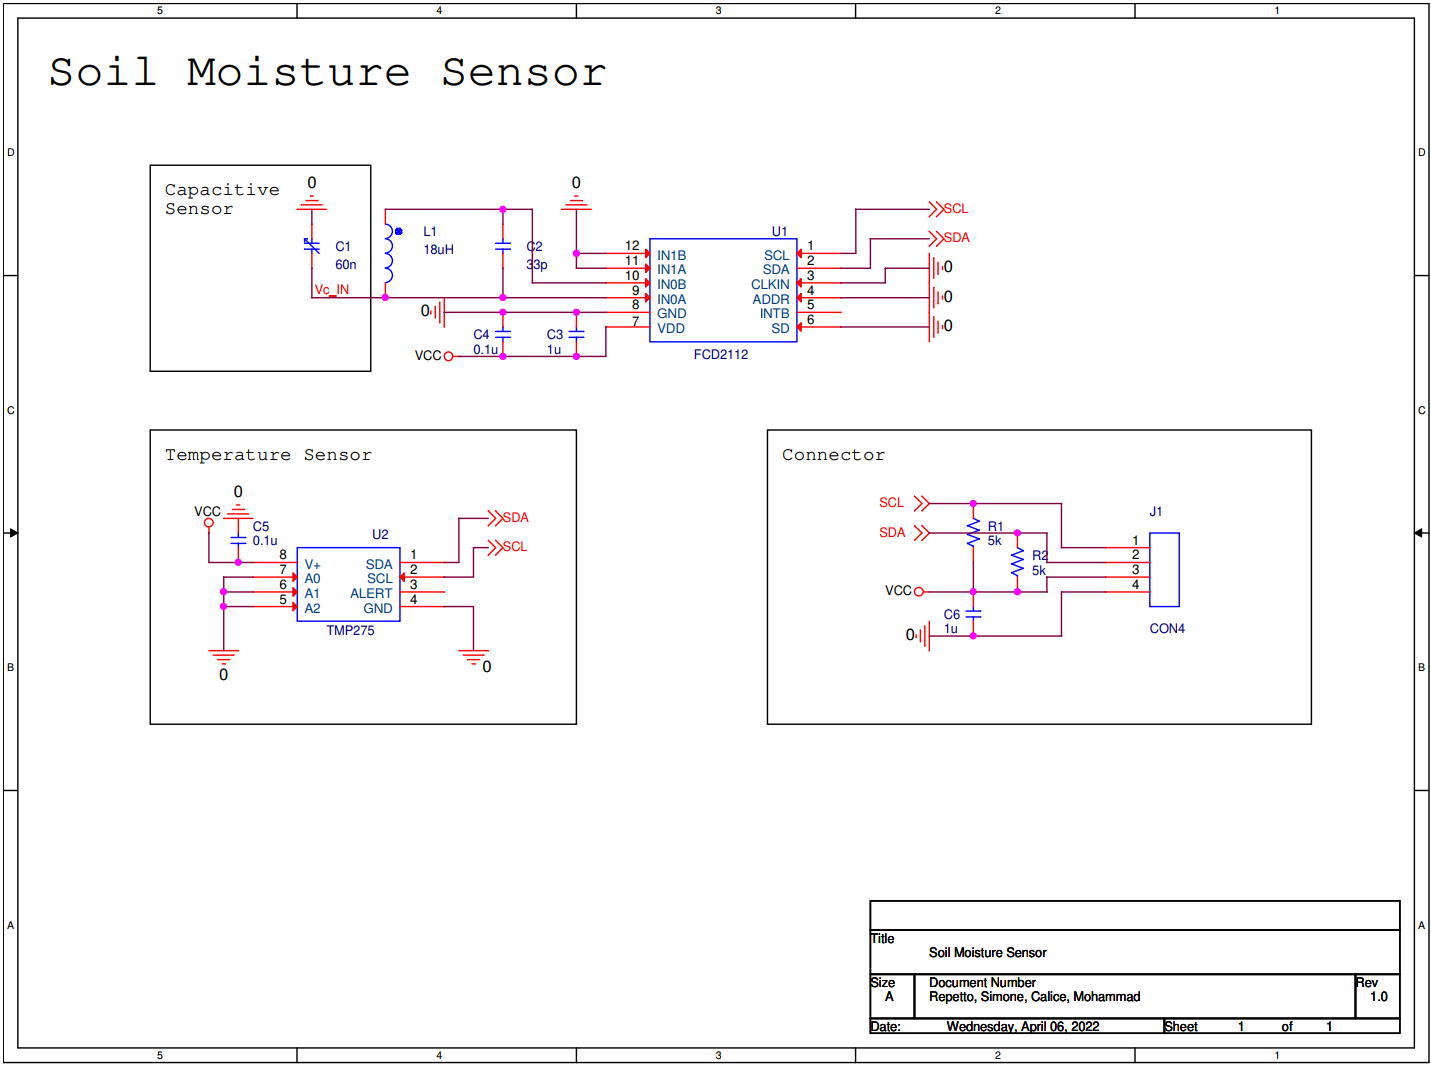 5 4 3 2 1
Soil Moisture Sensor
D D
Capacitive
Sensor
0
C1
60n
Vc_IN
L1
18uH
C2
33p
0
U1
12 IN1B
11 IN1A
10 IN0B
9 IN0A
8 GND
7 VDD
SCL 1
SDA 2
CLKIN 3
ADDR 4
INTB 5
SD 6
FCD2112
SCL
SDA
0
0
0
0
C4
0.1u
C3
1u
VCC
C C
Temperature Sensor
VCC
0
C5
0.1u
U2
8 V+
7 A0
6 A1
5 A2
SDA 1
SCL 2
ALERT 3
GND 4
TMP275
SDA
SCL
0
0
Connector
SCL
SDA
R1
5k
R2
5k
VCC
C6
1u
0
J1
1
2
3
4
CON4
B B
A A
Title
Soil Moisture Sensor
Size
A
Document Number
Repetto, Simone, Calice, Mohammad
Rev
1.0
Date: Wednesday, April 06, 2022 Sheet 1 of 1
5 4 3 2 1